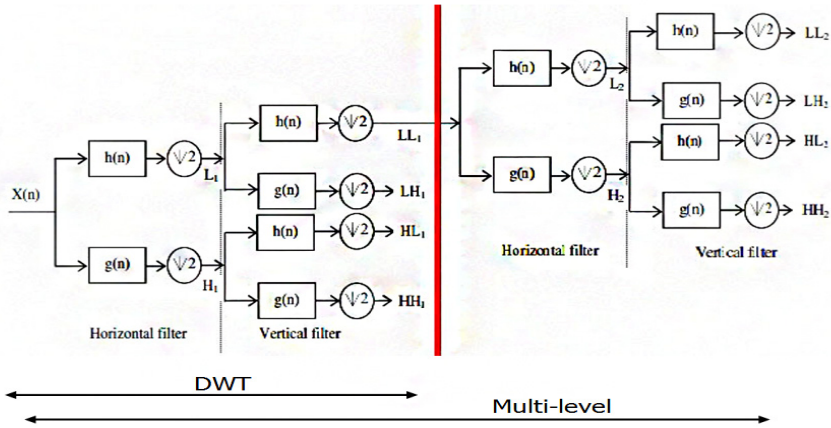 X(n)
h(n)
↓2
L₁
g(n)
↓2
H₁
Horizontal filter
h(n)
↓2
LL₁
g(n)
↓2
LH₁
h(n)
↓2
HL₁
g(n)
↓2
HH₁
Vertical filter
h(n)
↓2
L₂
g(n)
↓2
H₂
Horizontal filter
h(n)
↓2
LL₂
g(n)
↓2
LH₂
h(n)
↓2
HL₂
g(n)
↓2
HH₂
Vertical filter
DWT
Multi-level